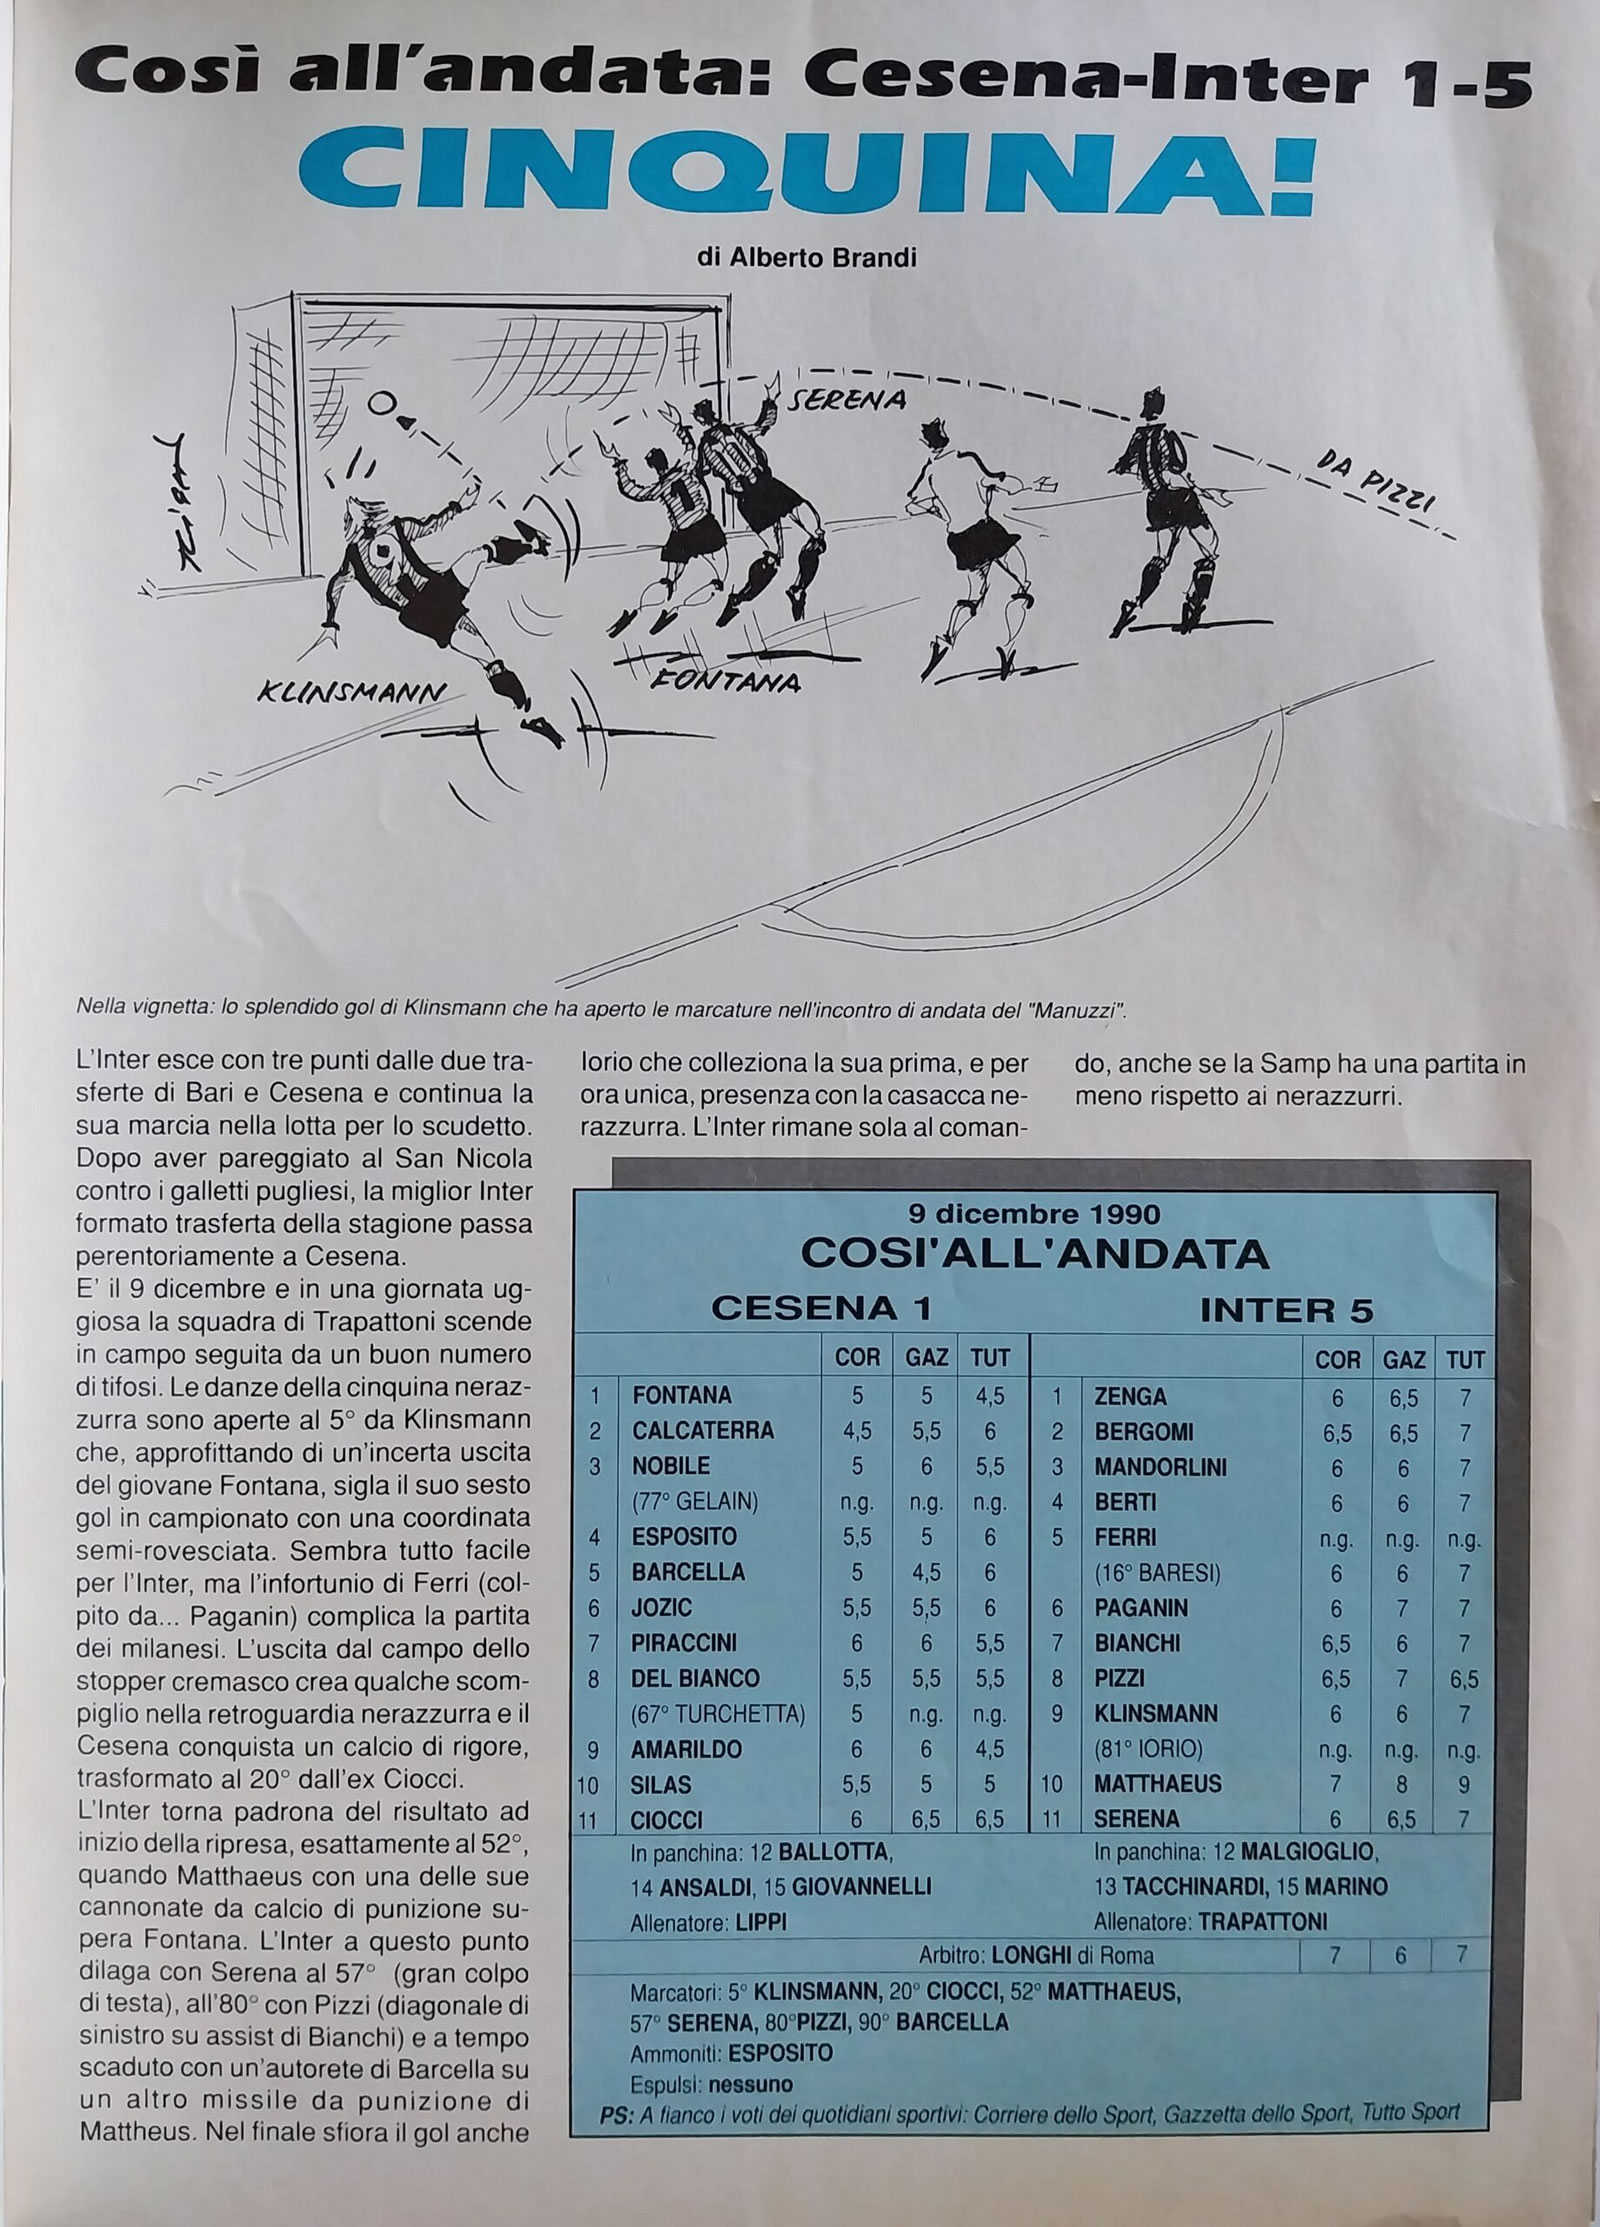 Così all'andata: Cesena-Inter 1-5
CINQUINA!
di Alberto Brandi
SERENA
DA PIZZI
KLINSMANN
FONTANA
Nella vignetta: lo splendido gol di Klinsmann che ha aperto le marcature nell'incontro di andata del "Manuzzi".
L'Inter esce con tre punti dalle due tra-
sferte di Bari e Cesena e continua la
sua marcia nella lotta per lo scudetto.
Dopo aver pareggiato al San Nicola
contro i galletti pugliesi, la miglior Inter
formato trasferta della stagione passa
perentoriamente a Cesena.
E' il 9 dicembre e in una giornata ug-
giosa la squadra di Trapattoni scende
in campo seguita da un buon numero
di tifosi. Le danze della cinquina neraz-
zurra sono aperte al 5° da Klinsmann
che, approfittando di un'incerta uscita
del giovane Fontana, sigla il suo sesto
gol in campionato con una coordinata
semi-rovesciata. Sembra tutto facile
per l'Inter, ma l'infortunio di Ferri (col-
pito da... Paganin) complica la partita
dei milanesi. L'uscita dal campo dello
stopper cremasco crea qualche scom-
piglio nella retroguardia nerazzurra e il
Cesena conquista un calcio di rigore,
trasformato al 20° dall'ex Ciocci.
L'Inter torna padrona del risultato ad
inizio della ripresa, esattamente al 52°,
quando Matthaeus con una delle sue
cannonate da calcio di punizione su-
pera Fontana. L'Inter a questo punto
dilaga con Serena al 57° (gran colpo
di testa), all'80° con Pizzi (diagonale di
sinistro su assist di Bianchi) e a tempo
scaduto con un'autorete di Barcella su
un altro missile da punizione di
Mattheus. Nel finale sfiora il gol anche
Iorio che colleziona la sua prima, e per
ora unica, presenza con la casacca ne-
razzurra. L'Inter rimane sola al coman-
do, anche se la Samp ha una partita in
meno rispetto ai nerazzurri.
9 dicembre 1990
COSI'ALL'ANDATA
CESENA 1 INTER 5
COR GAZ TUT COR GAZ TUT
1 FONTANA 5 5 4,5 1 ZENGA 6 6,5 7
2 CALCATERRA 4,5 5,5 6 2 BERGOMI 6,5 6,5 7
3 NOBILE 5 6 5,5 3 MANDORLINI 6 6 7
(77° GELAIN) n.g. n.g. n.g. 4 BERTI 6 6 7
4 ESPOSITO 5,5 5 6 5 FERRI n.g. n.g. n.g.
5 BARCELLA 5 4,5 6 (16° BARESI) 6 6 7
6 JOZIC 5,5 5,5 6 6 PAGANIN 6 7 7
7 PIRACCINI 6 6 5,5 7 BIANCHI 6,5 6 7
8 DEL BIANCO 5,5 5,5 5,5 8 PIZZI 6,5 7 6,5
(67° TURCHETTA) 5 n.g. n.g. 9 KLINSMANN 6 6 7
9 AMARILDO 6 6 4,5 (81° IORIO) n.g. n.g. n.g.
10 SILAS 5,5 5 5 10 MATTHAEUS 7 8 9
11 CIOCCI 6 6,5 6,5 11 SERENA 6 6,5 7
In panchina: 12 BALLOTTA, In panchina: 12 MALGIOGLIO,
14 ANSALDI, 15 GIOVANNELLI 13 TACCHINARDI, 15 MARINO
Allenatore: LIPPI Allenatore: TRAPATTONI
Arbitro: LONGHI di Roma 7 6 7
Marcatori: 5° KLINSMANN, 20° CIOCCI, 52° MATTHAEUS,
57° SERENA, 80°PIZZI, 90° BARCELLA
Ammoniti: ESPOSITO
Espulsi: nessuno
PS: A fianco i voti dei quotidiani sportivi: Corriere dello Sport, Gazzetta dello Sport, Tutto Sport